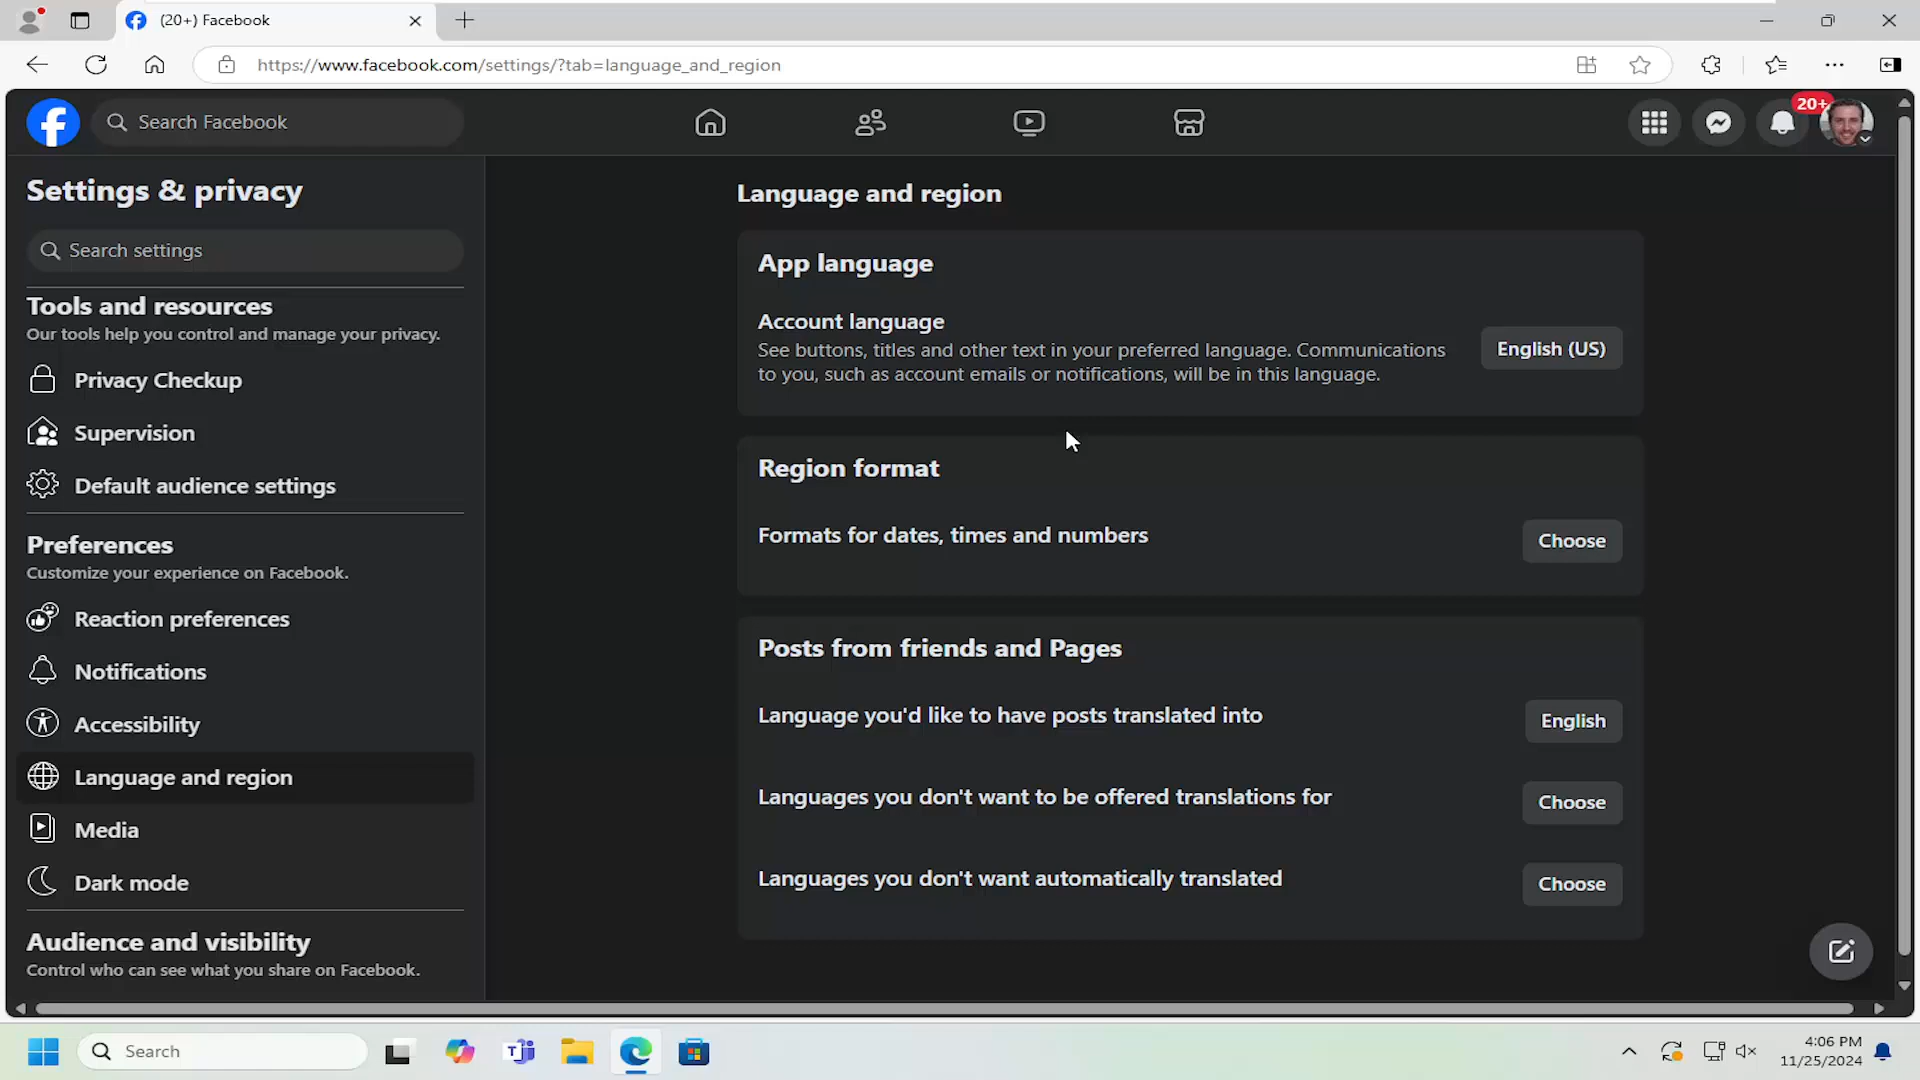 (20+) Facebook
https://www.facebook.com/settings/?tab=language_and_region
Search Facebook
20+
Settings & privacy
Search settings
Tools and resources
Our tools help you control and manage your privacy.
Privacy Checkup
Supervision
Default audience settings
Preferences
Customize your experience on Facebook.
Reaction preferences
Notifications
Accessibility
Language and region
Media
Dark mode
Audience and visibility
Control who can see what you share on Facebook.
Language and region
App language
Account language
See buttons, titles and other text in your preferred language. Communications
to you, such as account emails or notifications, will be in this language.
English (US)
Region format
Formats for dates, times and numbers
Choose
Posts from friends and Pages
Language you'd like to have posts translated into
English
Languages you don't want to be offered translations for
Choose
Languages you don't want automatically translated
Choose
Search
4:06 PM
11/25/2024